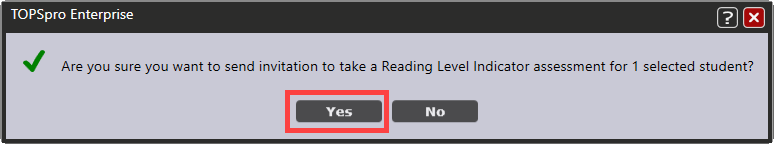 TOPSpro Enterprise
Are you sure you want to send invitation to take a Reading Level Indicator assessment for 1 selected student?
Yes No